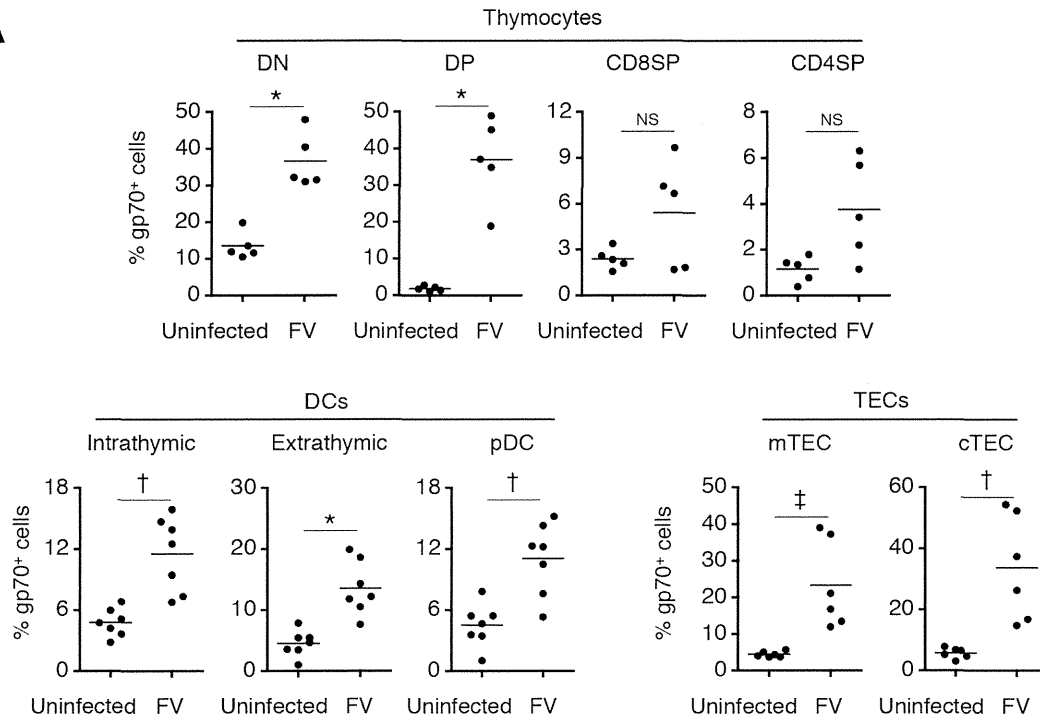 A
Thymocytes
DN DP CD8SP CD4SP
* * NS NS
% gp70+ cells
50 40 30 20 10 0
50 40 30 20 10 0
12 9 6 3 0
8 6 4 2 0
Uninfected FV Uninfected FV Uninfected FV Uninfected FV
DCs TECs
Intrathymic Extrathymic pDC mTEC cTEC
† * † ‡ †
% gp70+ cells
18 12 6 0
30 20 10 0
18 12 6 0
% gp70+ cells
50 40 30 20 10 0
60 40 20 0
Uninfected FV Uninfected FV Uninfected FV Uninfected FV Uninfected FV